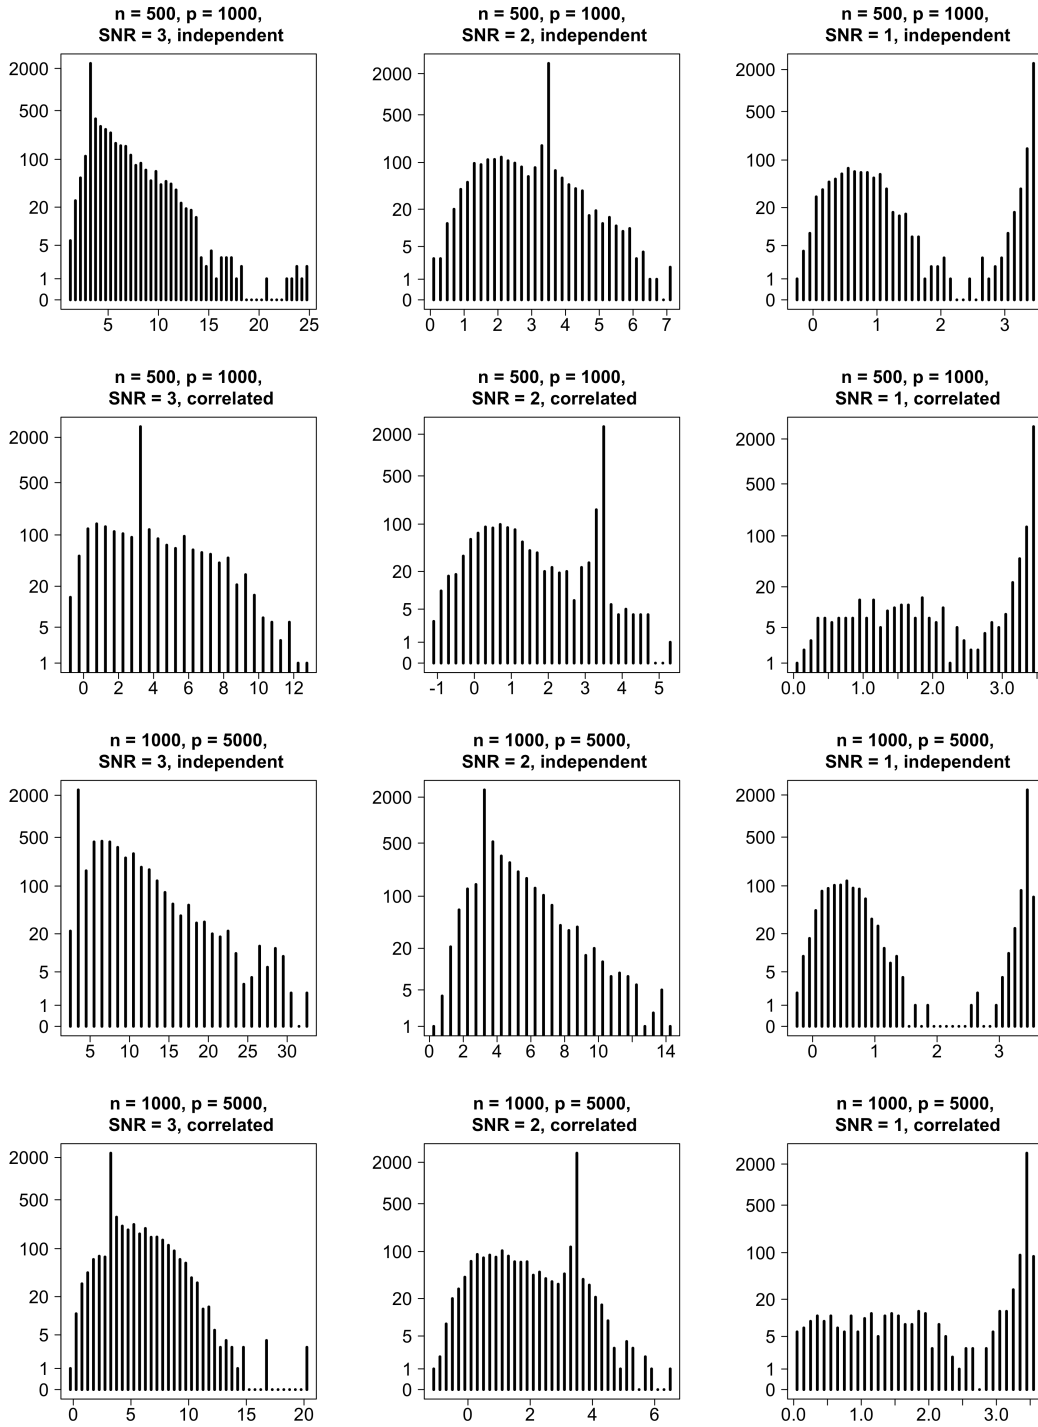 n = 500, p = 1000,
SNR = 3, independent
n = 500, p = 1000,
SNR = 2, independent
n = 500, p = 1000,
SNR = 1, independent
2000
500
100
20
5
1
0
5 10 15 20 25
2000
500
100
20
5
1
0
0 1 2 3 4 5 6 7
2000
500
100
20
5
1
0
0 1 2 3
n = 500, p = 1000,
SNR = 3, correlated
n = 500, p = 1000,
SNR = 2, correlated
n = 500, p = 1000,
SNR = 1, correlated
2000
500
100
20
5
1
0 2 4 6 8 10 12
2000
500
100
20
5
1
0
-1 0 1 2 3 4 5
2000
500
100
20
5
1
0.0 1.0 2.0 3.0
n = 1000, p = 5000,
SNR = 3, independent
n = 1000, p = 5000,
SNR = 2, independent
n = 1000, p = 5000,
SNR = 1, independent
2000
500
100
20
5
1
0
5 10 15 20 25 30
2000
500
100
20
5
1
0 2 4 6 8 10 14
2000
500
100
20
5
1
0
0 1 2 3
n = 1000, p = 5000,
SNR = 3, correlated
n = 1000, p = 5000,
SNR = 2, correlated
n = 1000, p = 5000,
SNR = 1, correlated
2000
500
100
20
5
1
0
0 5 10 15 20
2000
500
100
20
5
1
0
0 2 4 6
2000
500
100
20
5
1
0
0.0 1.0 2.0 3.0